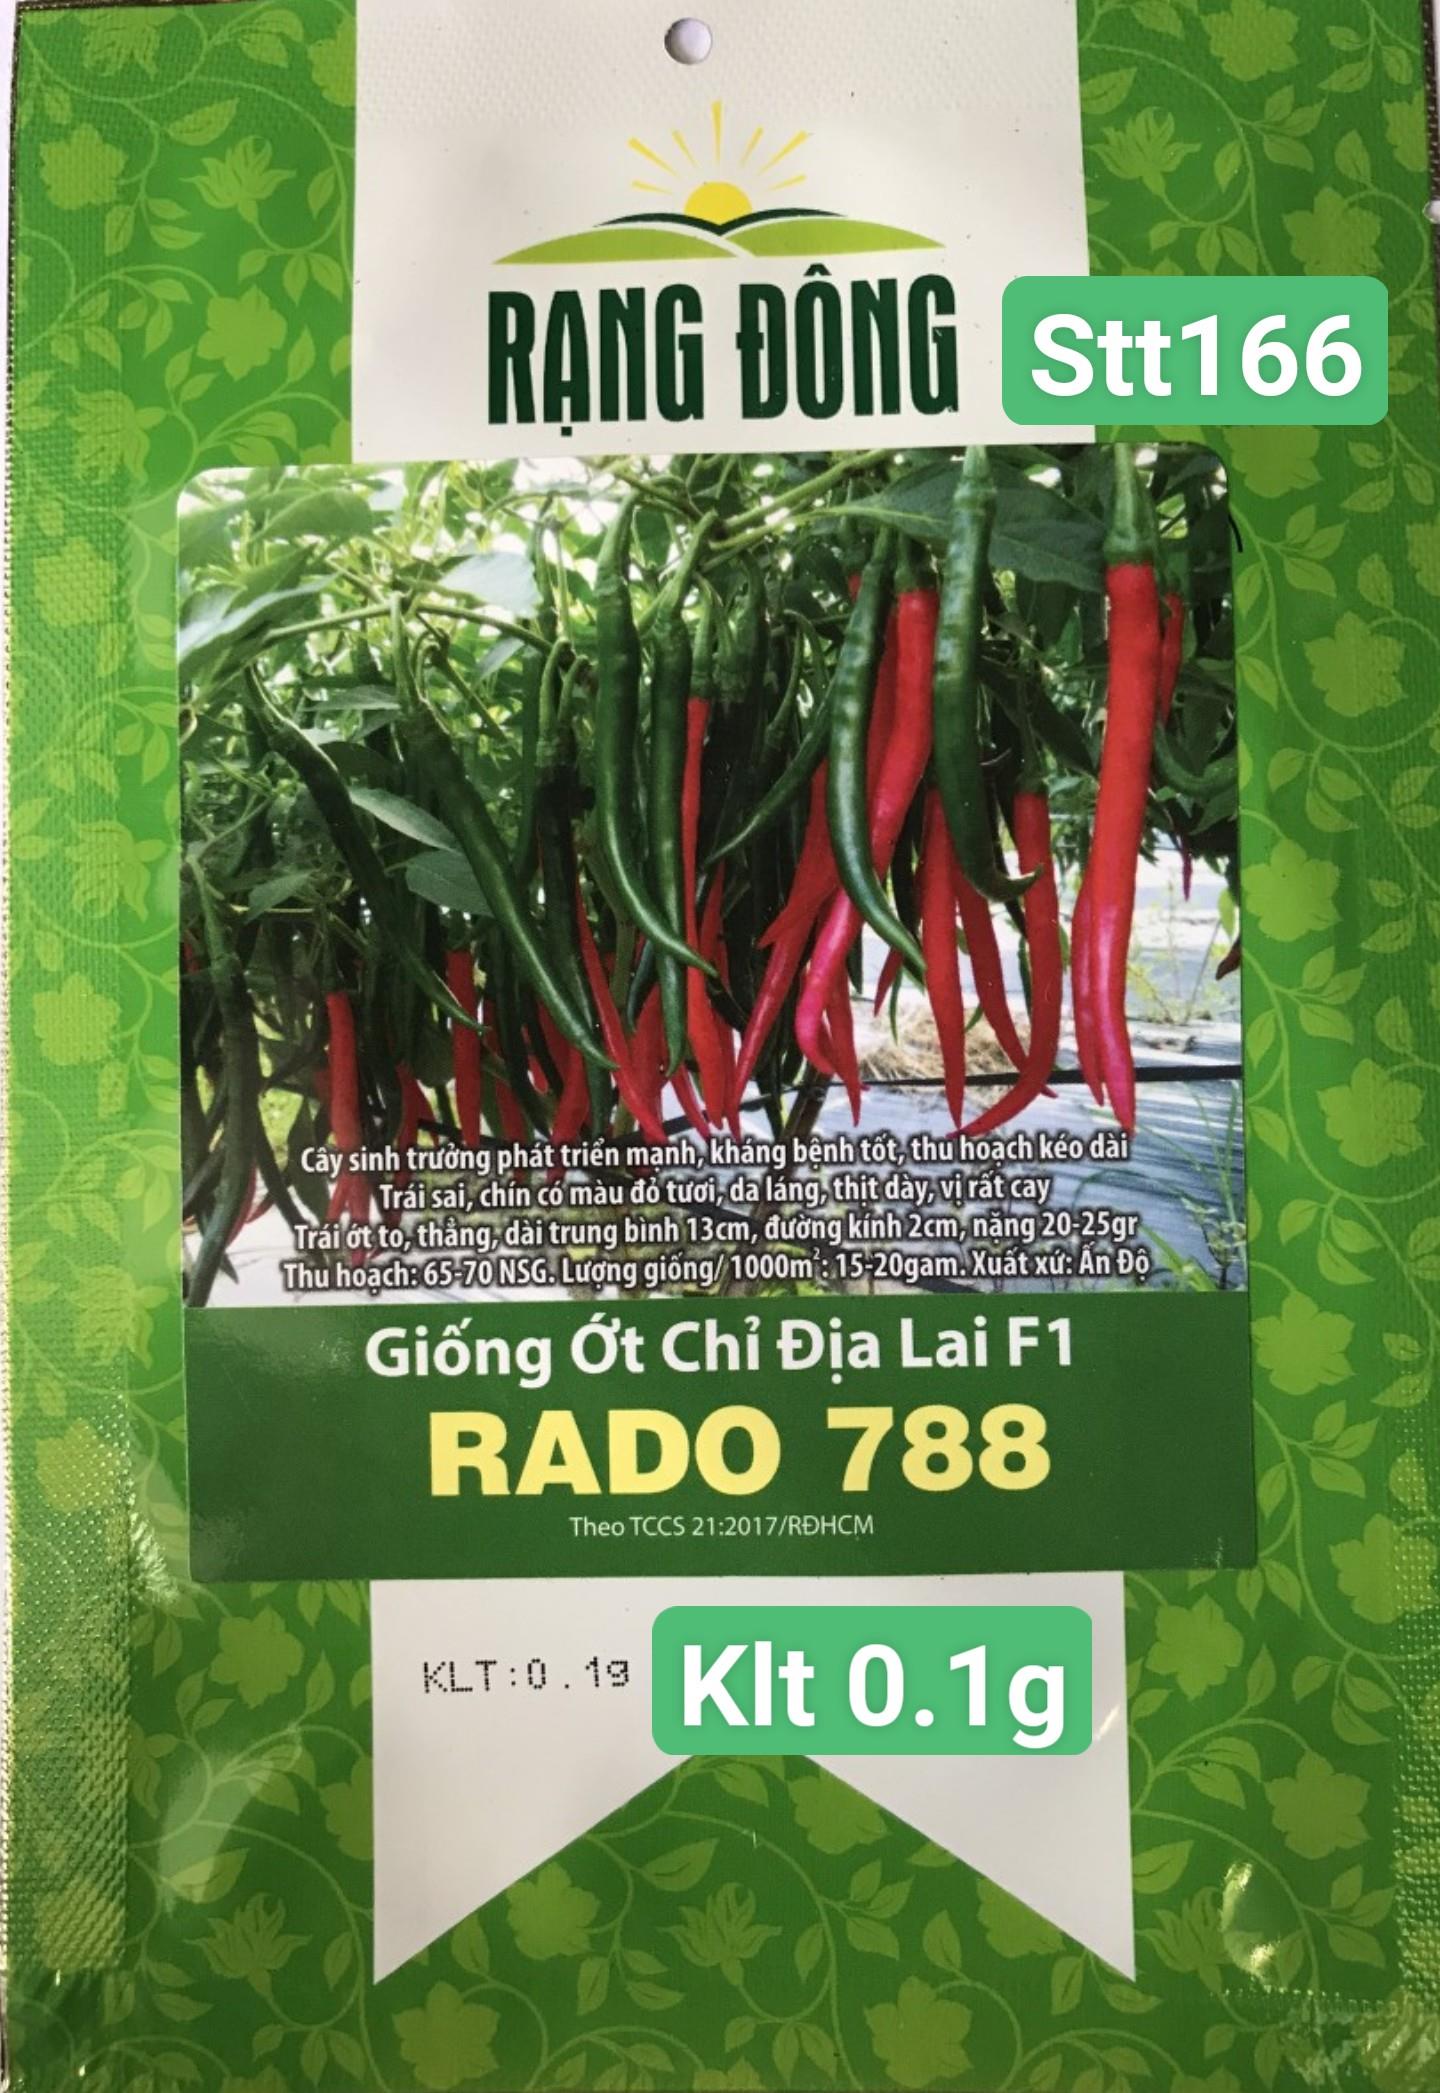 RẠNG ĐÔNG
Stt166
Cây sinh trưởng phát triển mạnh, kháng bệnh tốt, thu hoạch kéo dài
Trái sai, chín có màu đỏ tươi, da láng, thịt dày, vị rất cay
Trái ớt to, thẳng, dài trung bình 13cm, đường kính 2cm, nặng 20-25gr
Thu hoạch: 65-70 NSG. Lượng giống/ 1000m²: 15-20gam. Xuất xứ: Ấn Độ
Giống Ớt Chỉ Địa Lai F1
RADO 788
Theo TCCS 21:2017/RĐHCM
KLT:0.1g
Klt 0.1g